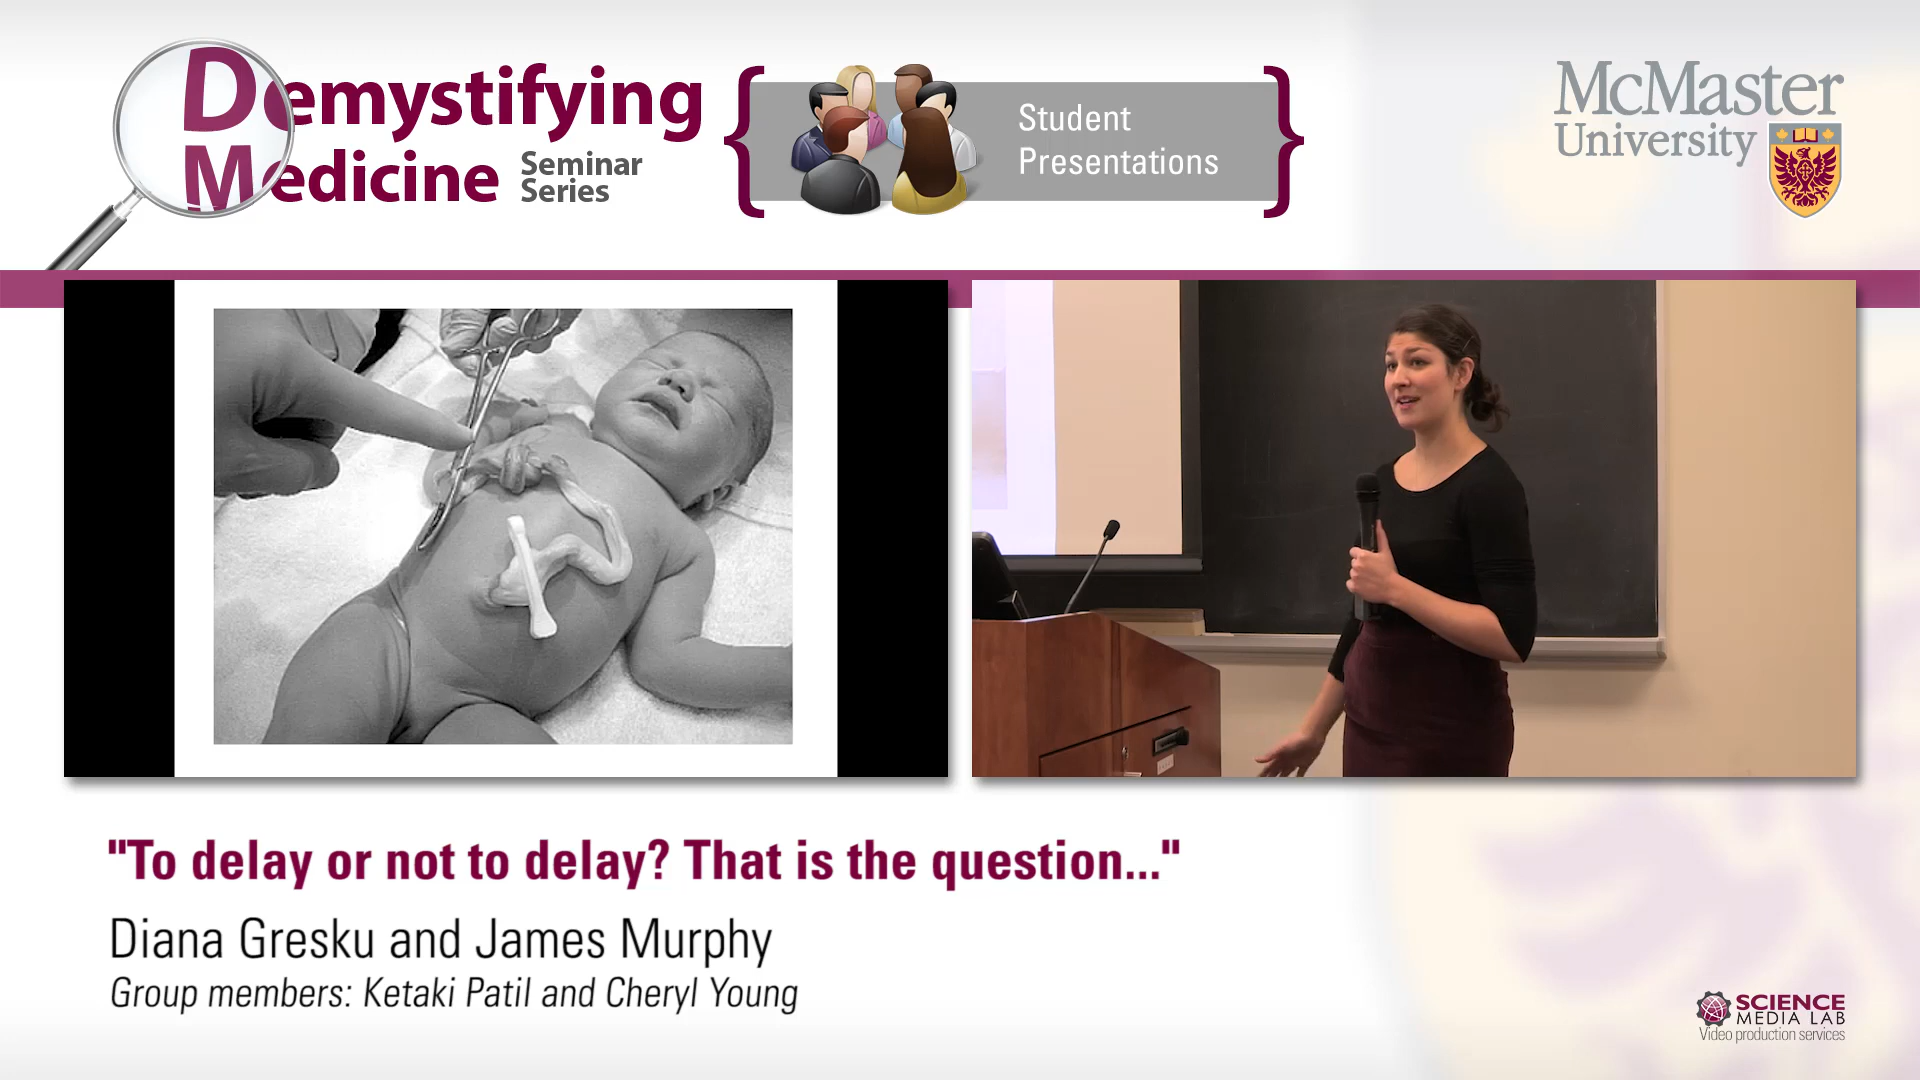 Demystifying
Medicine Seminar
Series
Student
Presentations
McMaster
University
"To delay or not to delay? That is the question..."
Diana Gresku and James Murphy
Group members: Ketaki Patil and Cheryl Young
SCIENCE
MEDIA LAB
Video production services